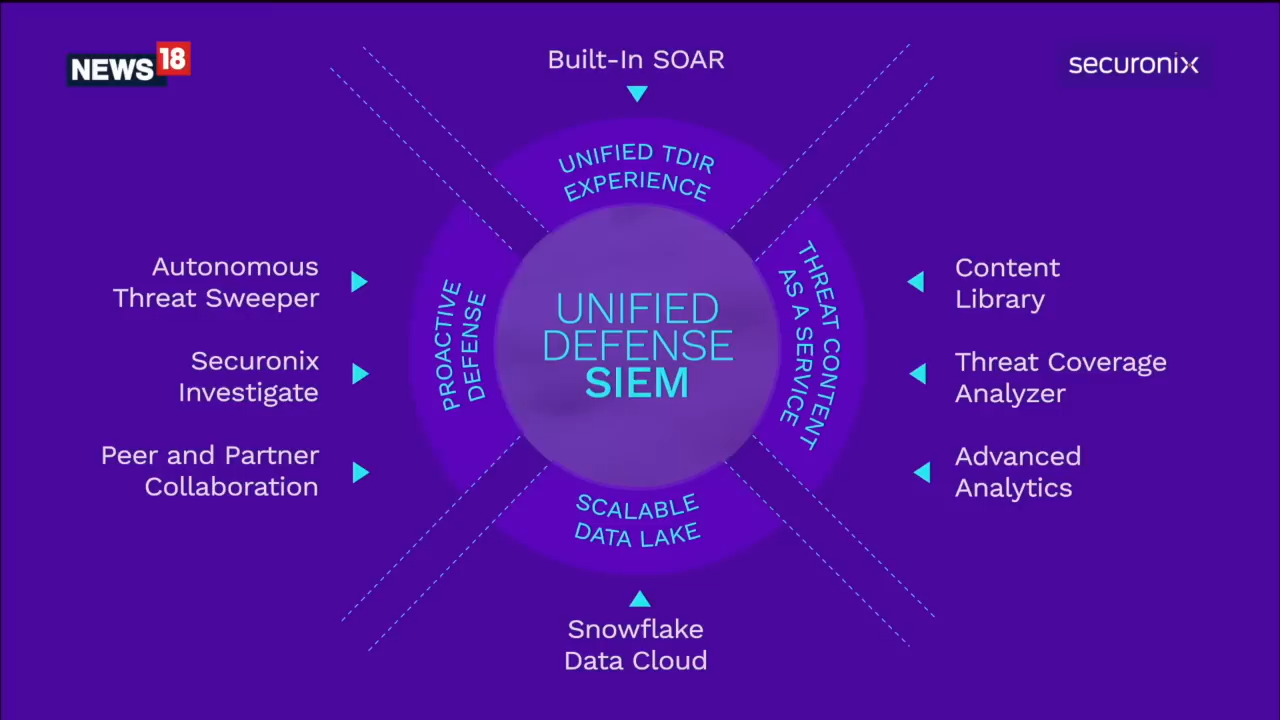 NEWS 18
securonix
Built-In SOAR
UNIFIED TDIR
EXPERIENCE
Autonomous
Threat Sweeper
Securonix
Investigate
Peer and Partner
Collaboration
PROACTIVE
DEFENSE
UNIFIED
DEFENSE
SIEM
THREAT CONTENT
AS A SERVICE
Content
Library
Threat Coverage
Analyzer
Advanced
Analytics
SCALABLE
DATA LAKE
Snowflake
Data Cloud